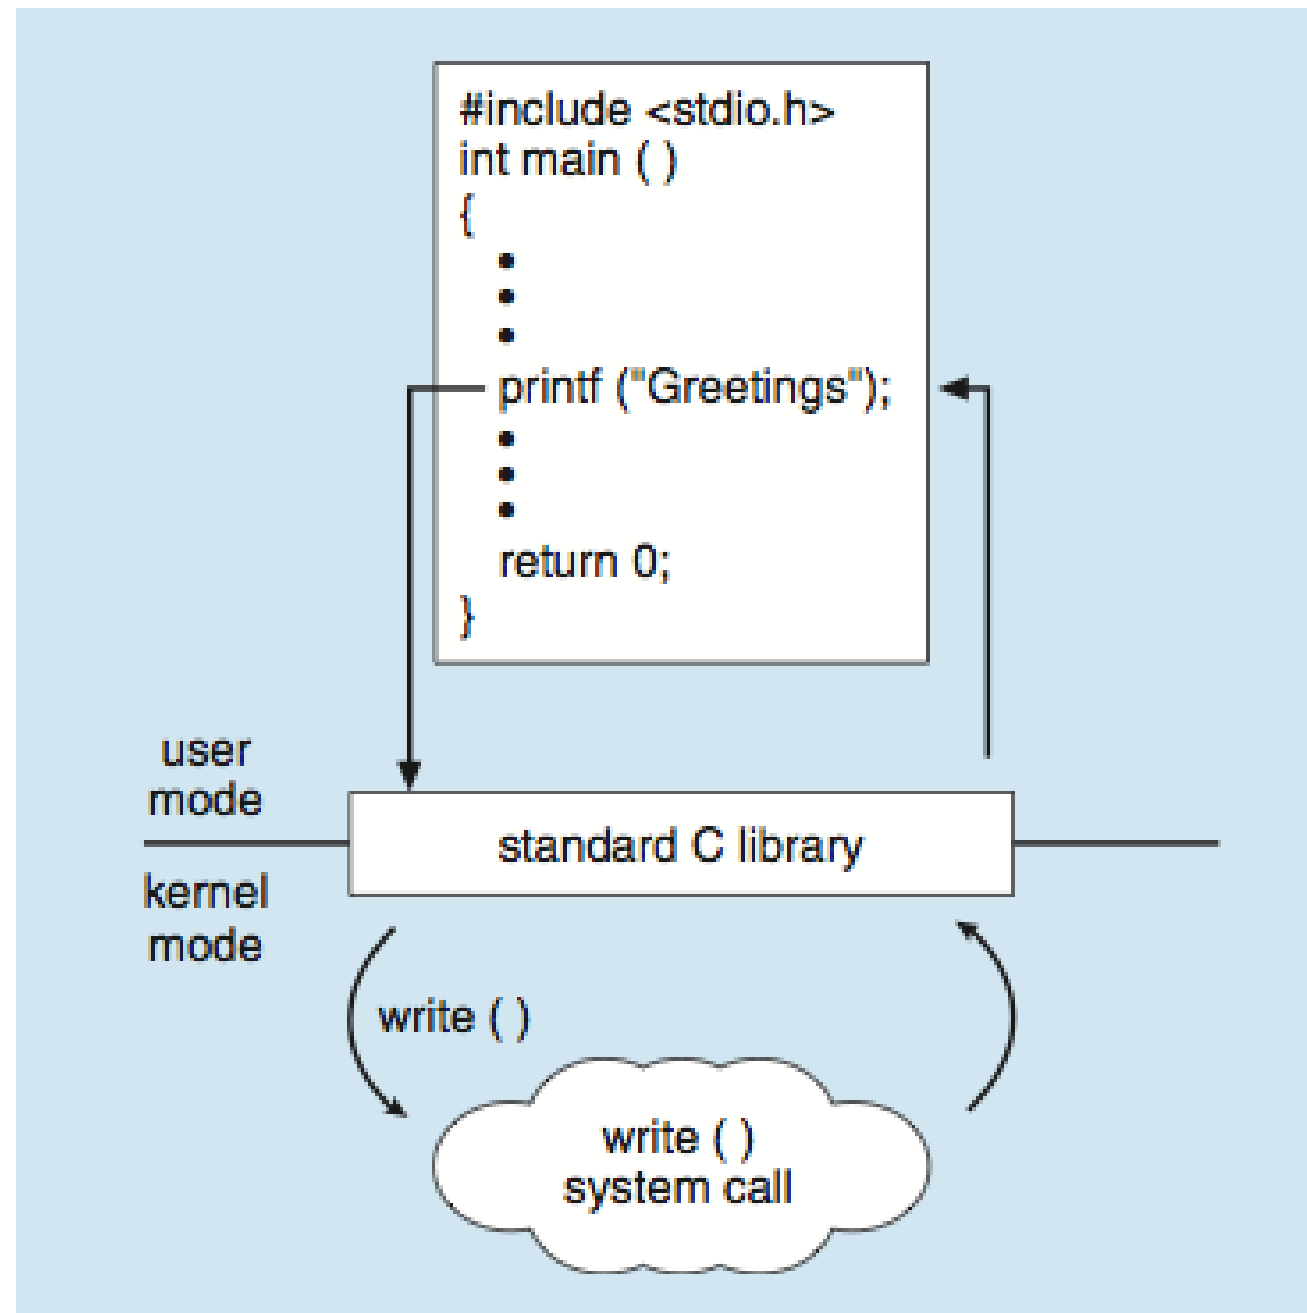 #include <stdio.h>
int main ( )
{
•
•
•
printf ("Greetings");
•
•
•
return 0;
}
user
mode
standard C library
kernel
mode
write ( )
write ( )
system call